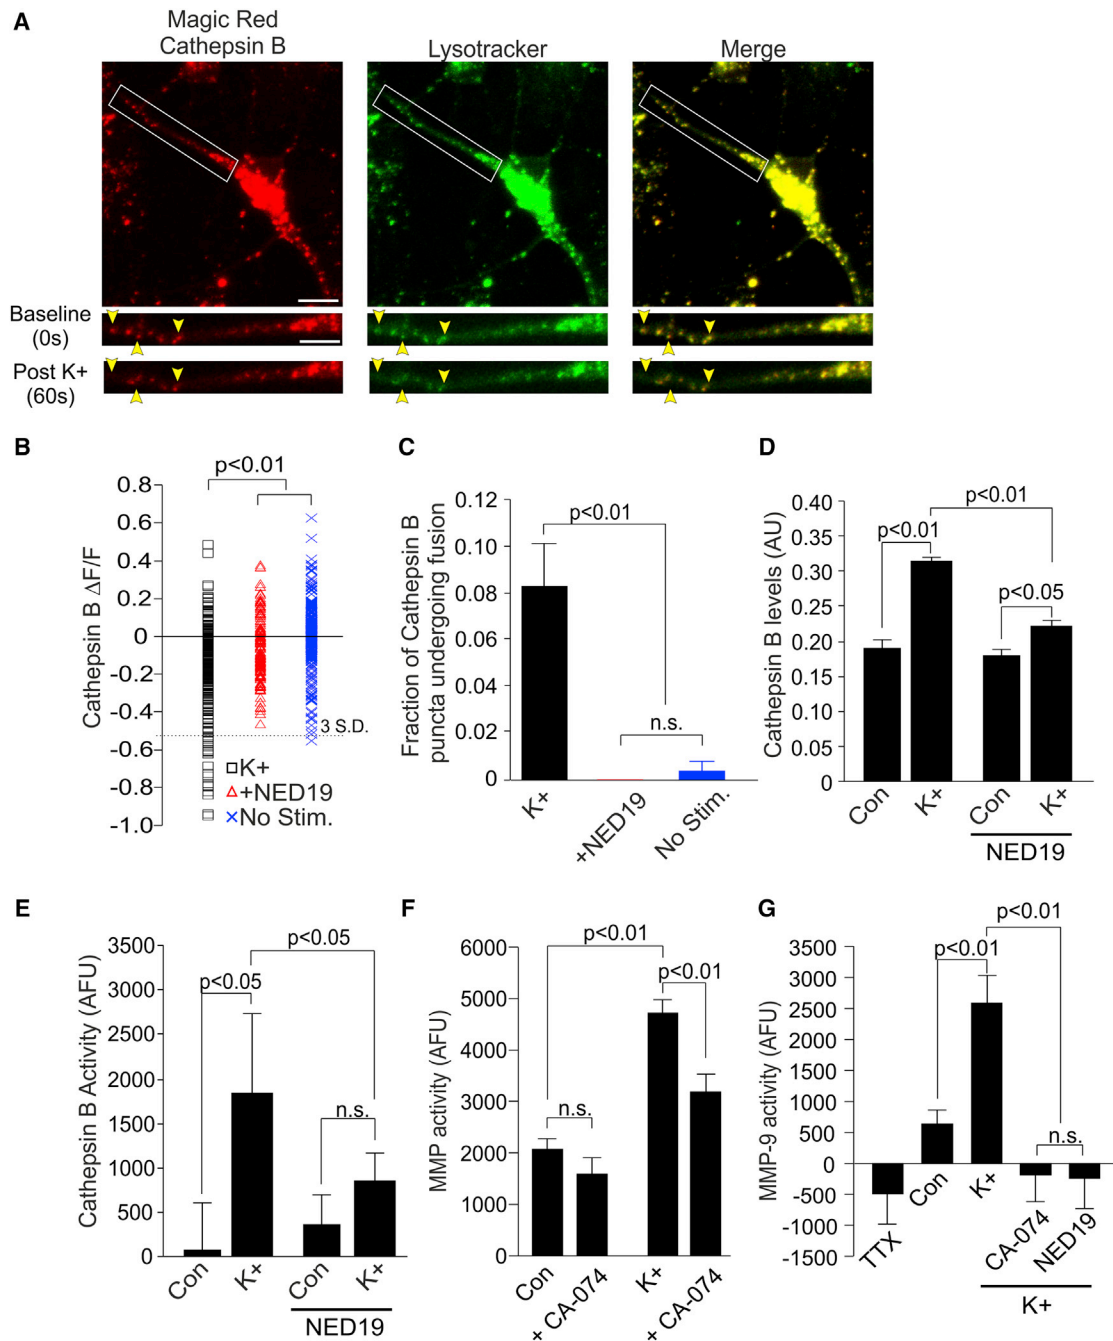 A
Magic Red
Cathepsin B
Lysotracker
Merge
Baseline
(0s)
Post K+
(60s)
B
p<0.01
Cathepsin B ΔF/F
0.8
0.6
0.4
0.2
0
-0.2
-0.4
-0.6
-0.8
-1.0
3 S.D.
K+
+NED19
No Stim.
C
Fraction of Cathepsin B
puncta undergoing fusion
0.12
0.10
0.08
0.06
0.04
0.02
0
p<0.01
n.s.
K+
+NED19
No Stim.
D
Cathepsin B levels (AU)
0.40
0.35
0.30
0.25
0.20
0.15
0.10
0.05
0
p<0.01
p<0.01
p<0.05
Con
K+
Con
K+
NED19
E
Cathepsin B Activity (AFU)
3500
3000
2500
2000
1500
1000
500
0
p<0.05
p<0.05
n.s.
Con
K+
Con
K+
NED19
F
MMP activity (AFU)
6000
5000
4000
3000
2000
1000
0
p<0.01
p<0.01
n.s.
Con
+ CA-074
K+
+ CA-074
G
MMP-9 activity (AFU)
3500
3000
2500
2000
1500
1000
500
0
-500
-1000
-1500
p<0.01
p<0.01
n.s.
TTX
Con
K+
CA-074
NED19
K+